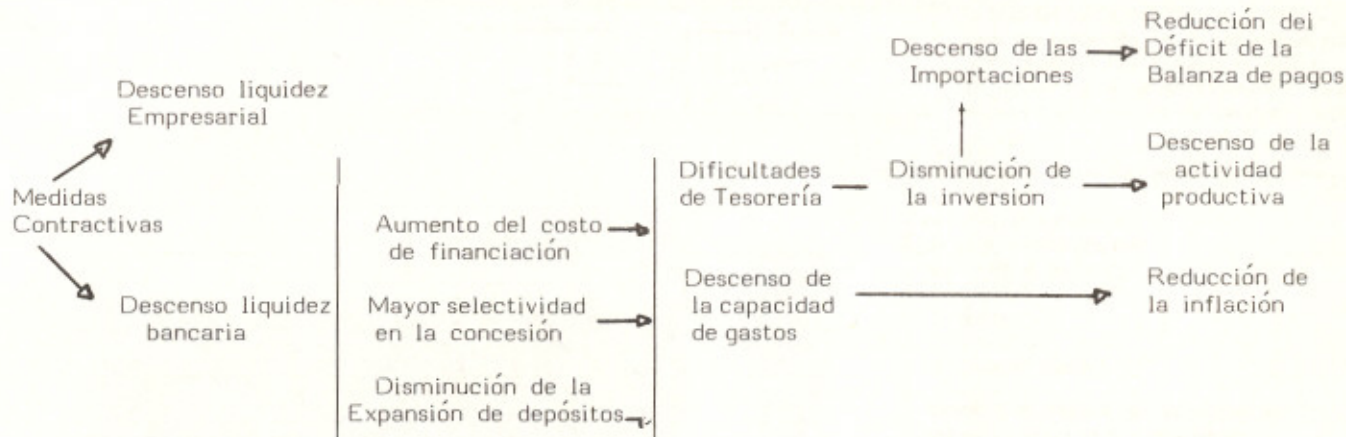 Medidas
Contractivas
Descenso liquidez
Empresarial
Descenso liquidez
bancaria
Aumento del costo
de financiación
Mayor selectividad
en la concesión
Disminución de la
Expansión de depósitos
Dificultades
de Tesorería
Descenso de
la capacidad
de gastos
Disminución de
la inversión
Descenso de las
Importaciones
Reducción del
Déficit de la
Balanza de pagos
Descenso de la
actividad
productiva
Reducción de
la inflación